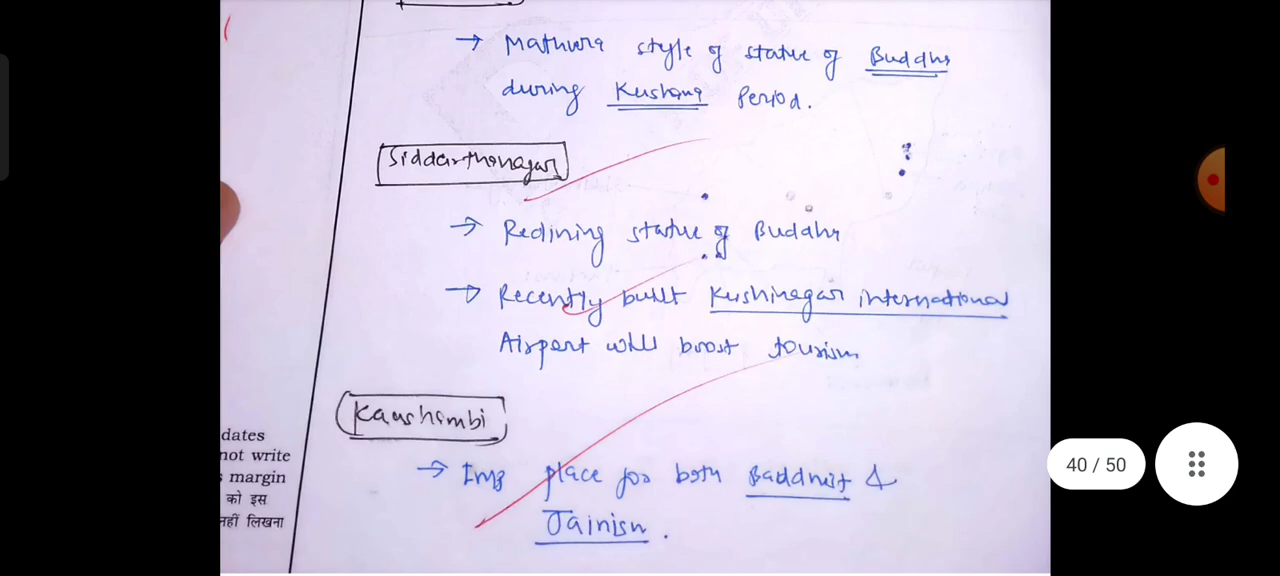 → Mathura style of statue of Buddha
during Kushana Period.
Siddarthanagar
→ Reclining statue of Buddha
→ Recently built Kushinagar international
Airport will boost tourism
Kaushambi
→ Imp place for both Baddhist &
Jainism.
dates
not write
margin
को इस
नहीं लिखना
40 / 50